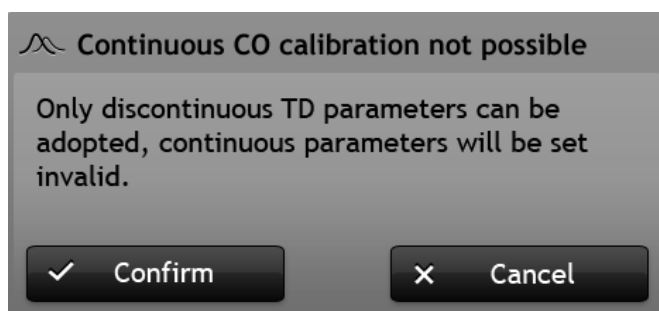 Continuous CO calibration not possible
Only discontinuous TD parameters can be
adopted, continuous parameters will be set
invalid.
Confirm
Cancel